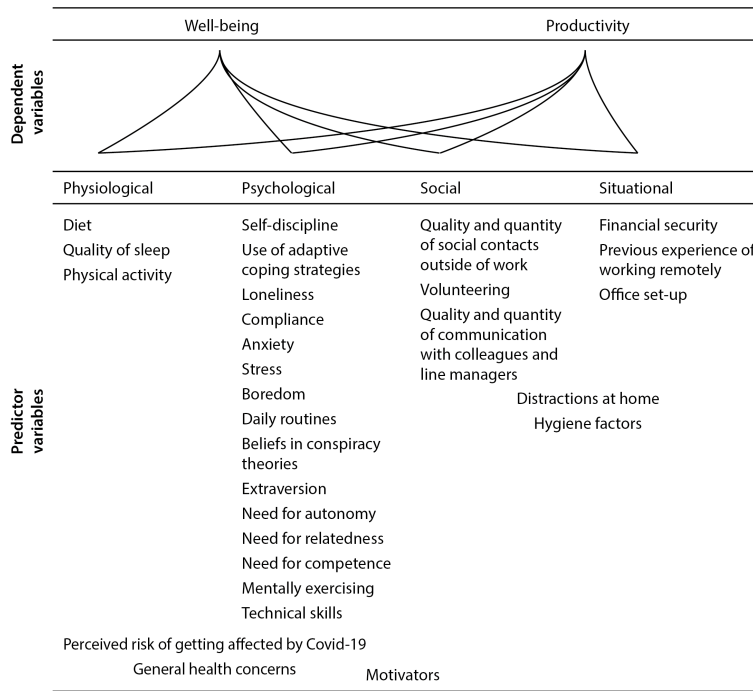 Well-being
Productivity
Dependent
variables
Physiological
Psychological
Social
Situational
Predictor
variables
Diet
Quality of sleep
Physical activity
Self-discipline
Use of adaptive
coping strategies
Loneliness
Compliance
Anxiety
Stress
Boredom
Daily routines
Beliefs in conspiracy
theories
Extraversion
Need for autonomy
Need for relatedness
Need for competence
Mentally exercising
Technical skills
Quality and quantity
of social contacts
outside of work
Volunteering
Quality and quantity
of communication
with colleagues and
line managers
Financial security
Previous experience of
working remotely
Office set-up
Distractions at home
Hygiene factors
Perceived risk of getting affected by Covid-19
General health concerns
Motivators